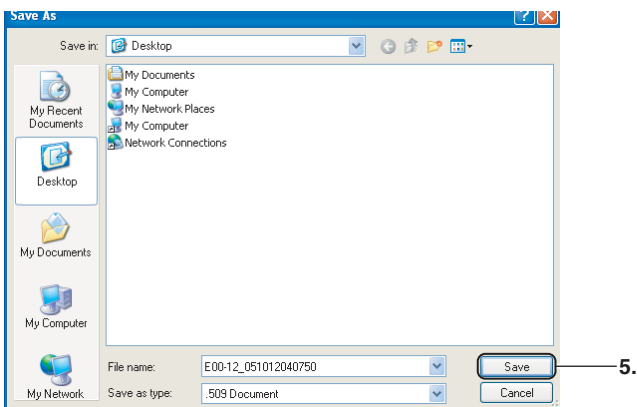 Save As
Save in:
Desktop
My Documents
My Computer
My Network Places
My Computer
Network Connections
My Recent
Documents
Desktop
My Documents
My Computer
My Network
File name:
E00-12_051012040750
Save
5.
Save as type:
.509 Document
Cancel